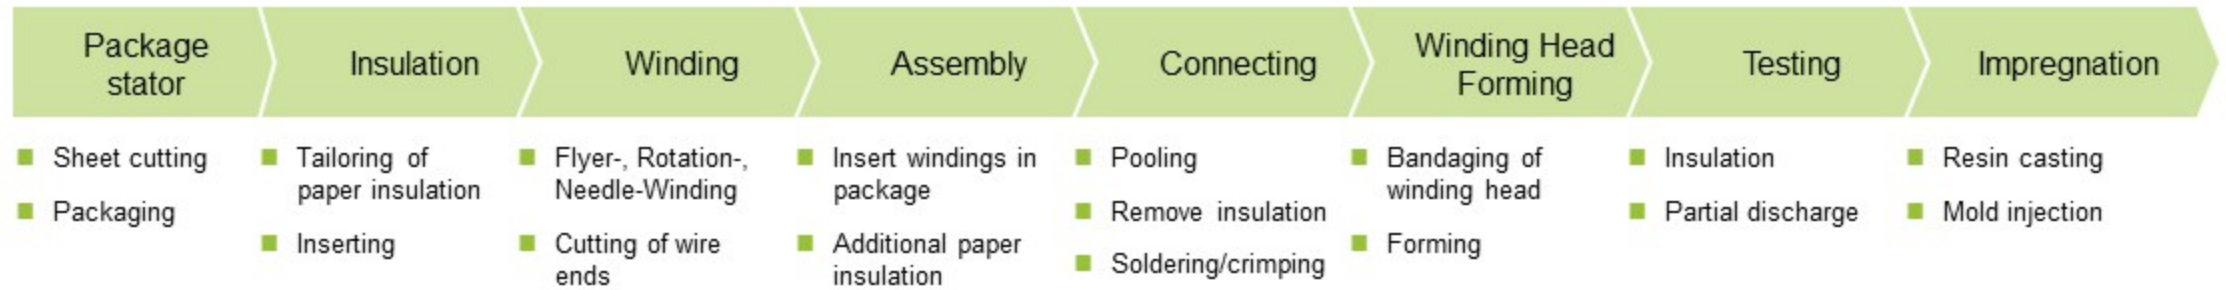 Package
stator
Insulation
Winding
Assembly
Connecting
Winding Head
Forming
Testing
Impregnation
Sheet cutting
Packaging
Tailoring of
paper insulation
Inserting
Flyer-, Rotation-,
Needle-Winding
Cutting of wire
ends
Insert windings in
package
Additional paper
insulation
Pooling
Remove insulation
Soldering/crimping
Bandaging of
winding head
Forming
Insulation
Partial discharge
Resin casting
Mold injection